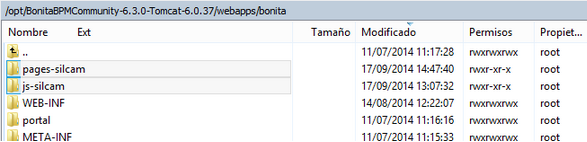 /opt/BonitaBPMCommunity-6.3.0-Tomcat-6.0.37/webapps/bonita
Nombre Ext Tamaño Modificado Permisos Propiet...
.. 11/07/2014 11:17:28 rwxrwxrwx root
pages-silcam 17/09/2014 14:47:40 rwxr-xr-x root
js-silcam 17/09/2014 13:07:32 rwxr-xr-x root
WEB-INF 14/08/2014 12:22:07 rwxrwxrwx root
portal 11/07/2014 11:16:16 rwxrwxrwx root
META-INF 11/07/2014 11:15:33 rwxrwxrwx root